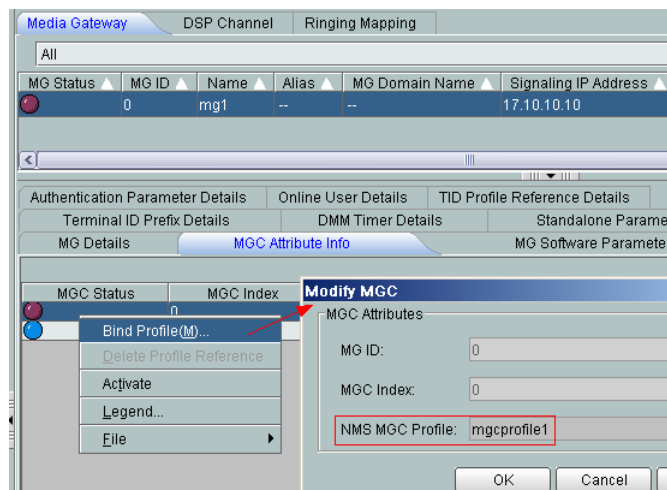 Media Gateway DSP Channel Ringing Mapping
All
MG Status MG ID Name Alias MG Domain Name Signaling IP Address
0 mg1 -- -- 17.10.10.10
Authentication Parameter Details Online User Details TID Profile Reference Details
Terminal ID Prefix Details DMM Timer Details Standalone Parame
MG Details MGC Attribute Info MG Software Paramete
MGC Status MGC Index
0
Bind Profile(M)...
Delete Profile Reference
Activate
Legend...
File
Modify MGC
MGC Attributes
MG ID: 0
MGC Index: 0
NMS MGC Profile: mgcprofile1
OK Cancel